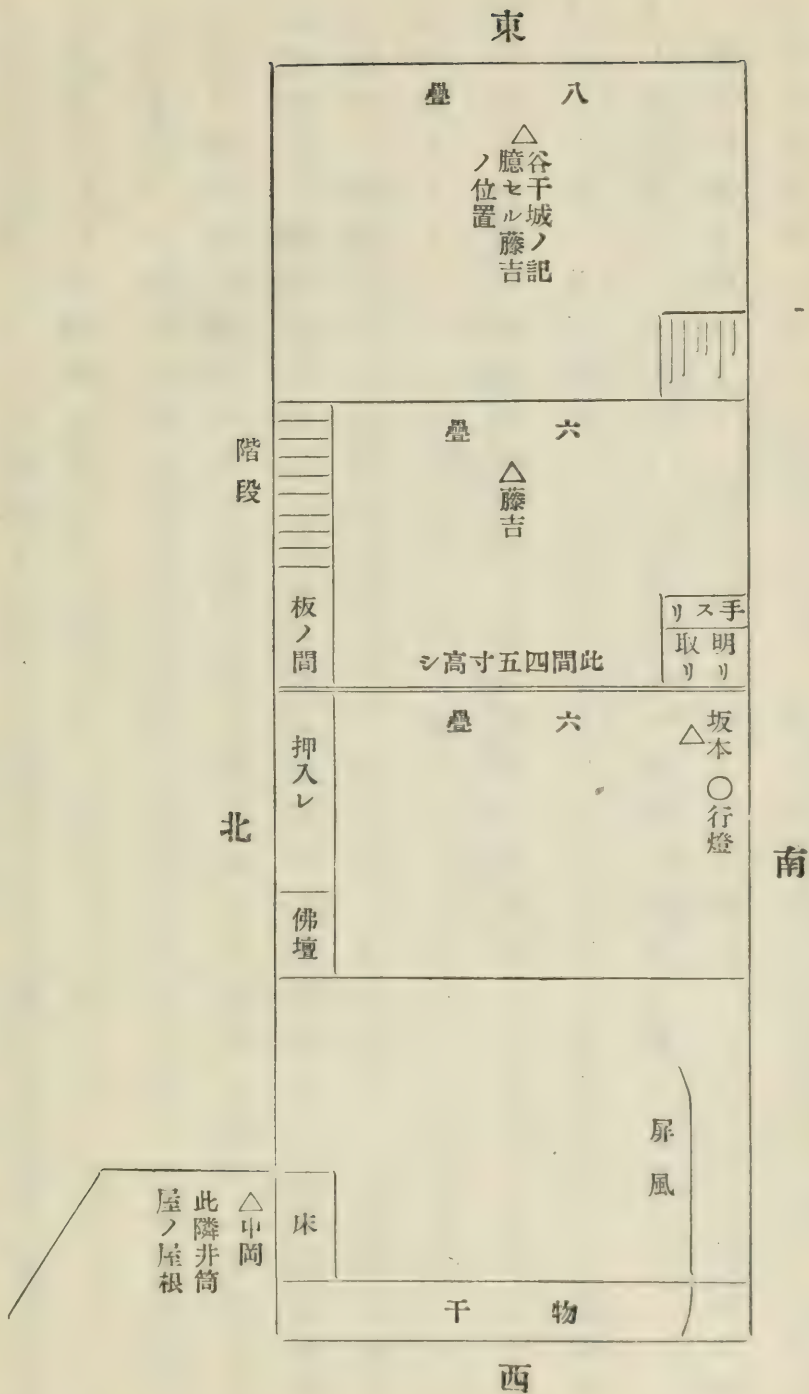 東
八疊
△谷干城ノ記
臆セル藤吉
ノ位置
六疊
△藤吉
階段
板ノ間
手スリ
明リ
取リ
此間四五寸高シ
六疊
坂本
△
○行燈
押入レ
佛壇
北
南
屏風
床
△中岡
此隣井筒
屋ノ屋根
物干
西